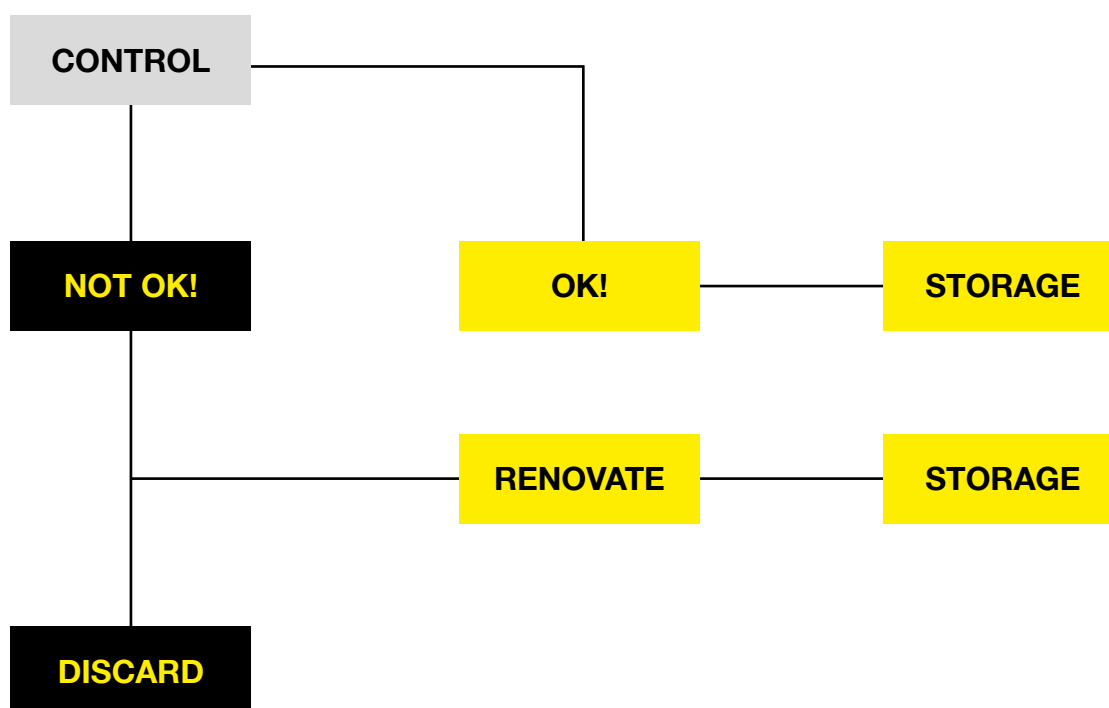 CONTROL
NOT OK!
OK!
STORAGE
RENOVATE
STORAGE
DISCARD